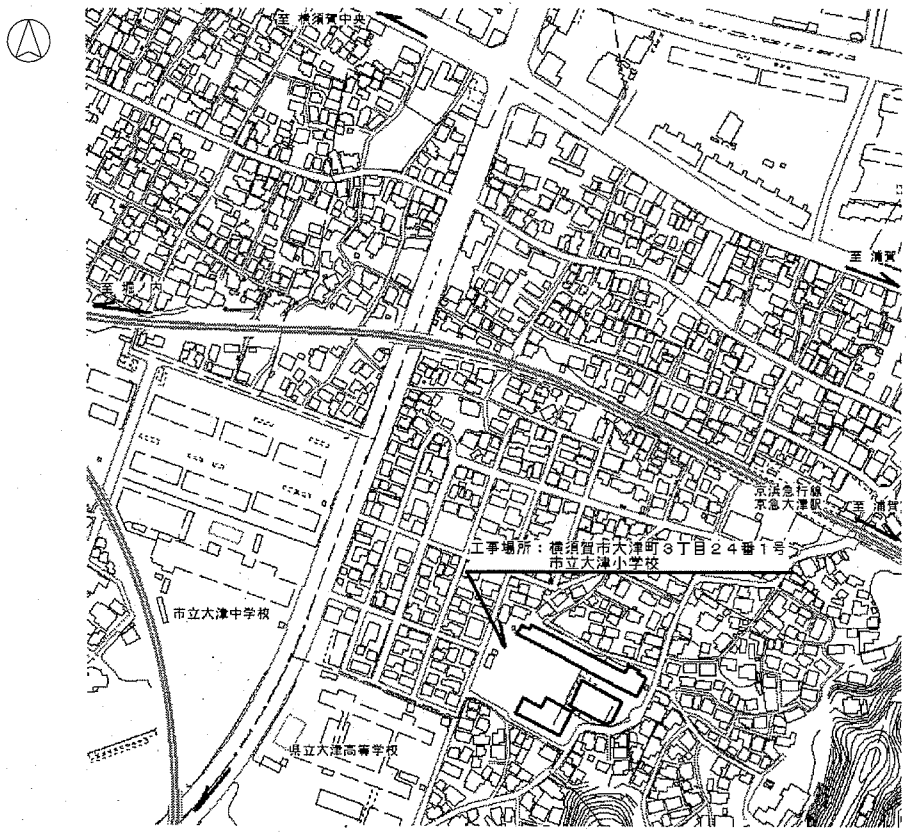 至 横須賀中央
至 浦賀
至 堀ノ内
京浜急行線
京急大津駅
至 浦賀
工事場所：横須賀市大津町３丁目２４番１号
市立大津小学校
市立大津中学校
県立大津高等学校